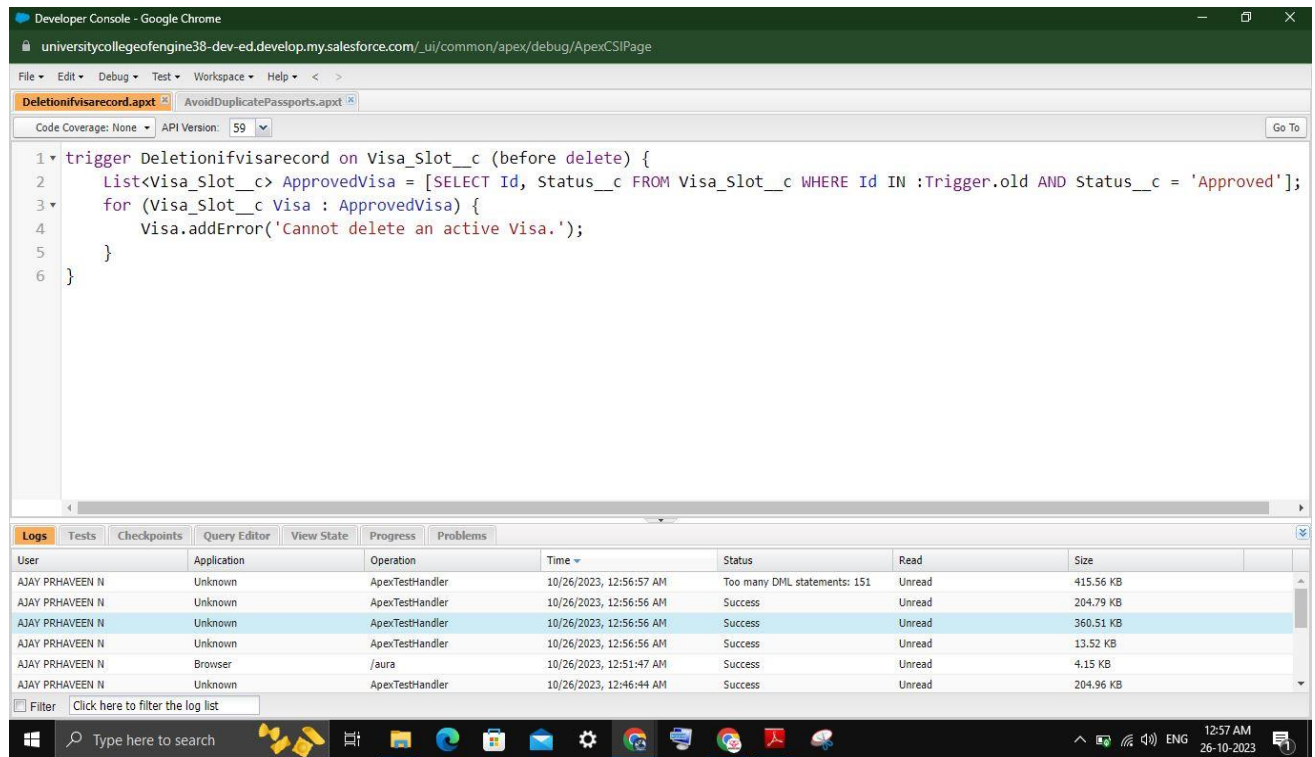 Developer Console - Google Chrome
universitycollegeofengine38-dev-ed.develop.my.salesforce.com/_ui/common/apex/debug/ApexCSIPage
File Edit Debug Test Workspace Help < >
Deletionifvisarecord.apxt AvoidDuplicatePassports.apxt
Code Coverage: None API Version: 59 Go To
1 trigger Deletionifvisarecord on Visa_Slot__c (before delete) {
2 List<Visa_Slot__c> ApprovedVisa = [SELECT Id, Status__c FROM Visa_Slot__c WHERE Id IN :Trigger.old AND Status__c = 'Approved'];
3 for (Visa_Slot__c Visa : ApprovedVisa) {
4 Visa.addError('Cannot delete an active Visa.');
5 }
6 }
Logs Tests Checkpoints Query Editor View State Progress Problems
User Application Operation Time Status Read Size
AJAY PRHAVEEN N Unknown ApexTestHandler 10/26/2023, 12:56:57 AM Too many DML statements: 151 Unread 415.56 KB
AJAY PRHAVEEN N Unknown ApexTestHandler 10/26/2023, 12:56:56 AM Success Unread 204.79 KB
AJAY PRHAVEEN N Unknown ApexTestHandler 10/26/2023, 12:56:56 AM Success Unread 360.51 KB
AJAY PRHAVEEN N Unknown ApexTestHandler 10/26/2023, 12:56:56 AM Success Unread 13.52 KB
AJAY PRHAVEEN N Browser /aura 10/26/2023, 12:51:47 AM Success Unread 4.15 KB
AJAY PRHAVEEN N Unknown ApexTestHandler 10/26/2023, 12:46:44 AM Success Unread 204.96 KB
Filter Click here to filter the log list
Type here to search ENG 12:57 AM
26-10-2023